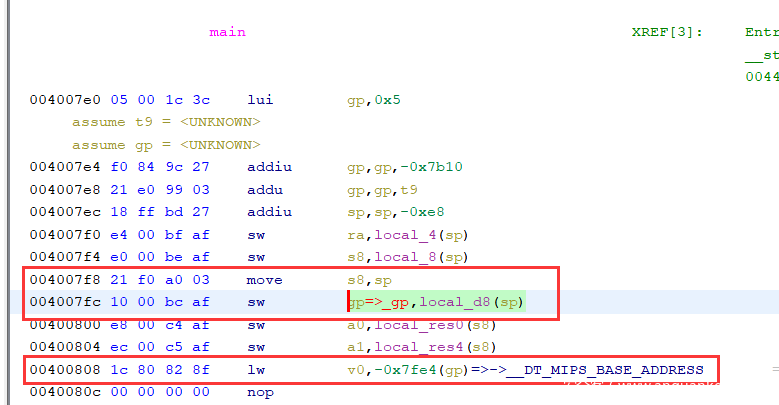 main XREF[3]: Entr
__st
0044
004007e0 05 00 1c 3c lui gp,0x5
assume t9 = <UNKNOWN>
assume gp = <UNKNOWN>
004007e4 f0 84 9c 27 addiu gp,gp,-0x7b10
004007e8 21 e0 99 03 addu gp,gp,t9
004007ec 18 ff bd 27 addiu sp,sp,-0xe8
004007f0 e4 00 bf af sw ra,local_4(sp)
004007f4 e0 00 be af sw s8,local_8(sp)
004007f8 21 f0 a0 03 move s8,sp
004007fc 10 00 bc af sw gp=>_gp,local_d8(sp)
00400800 e8 00 c4 af sw a0,local_res0(s8)
00400804 ec 00 c5 af sw a1,local_res4(s8)
00400808 1c 80 82 8f lw v0,-0x7fe4(gp)=>->__DT_MIPS_BASE_ADDRESS =
0040080c 00 00 00 00 nop